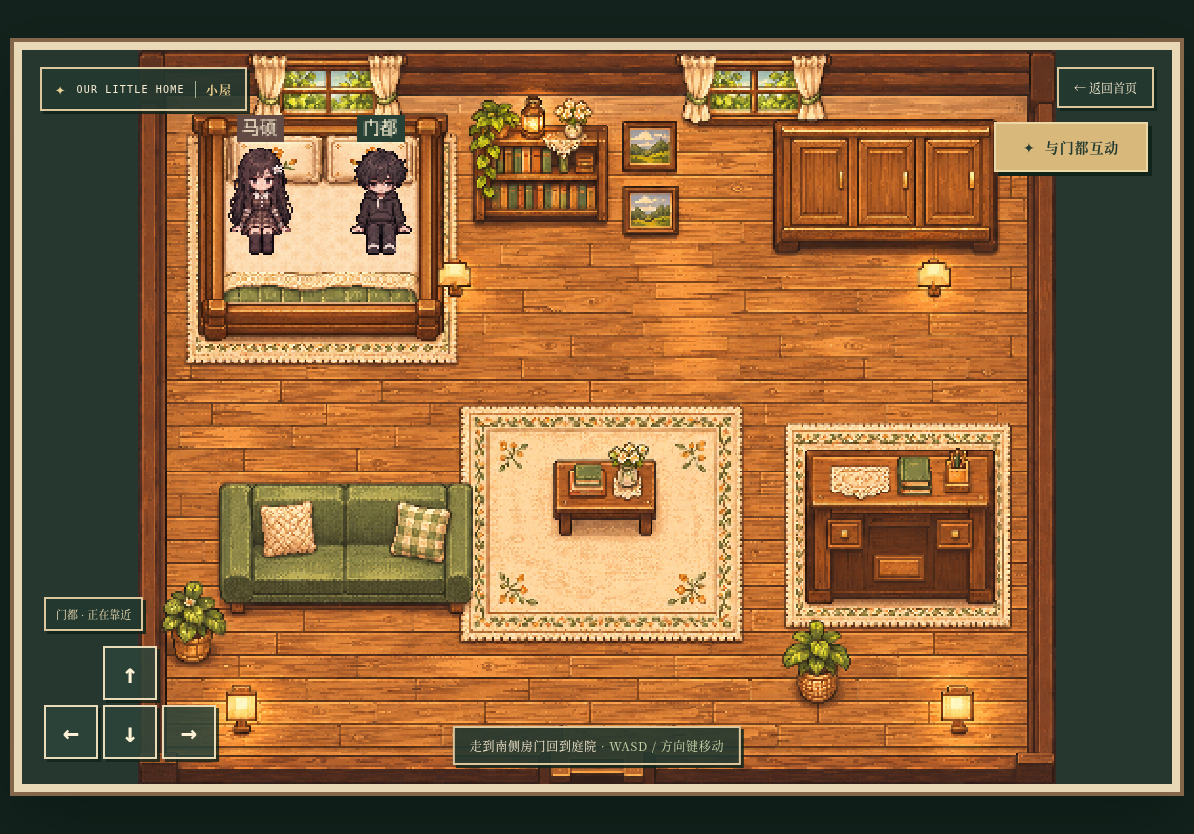 ✦ OUR LITTLE HOME | 小屋
← 返回首页
马硕
门都
✦ 与门都互动
门都 · 正在靠近
↑
← ↓ →
走到南侧房门回到庭院 · WASD / 方向键移动